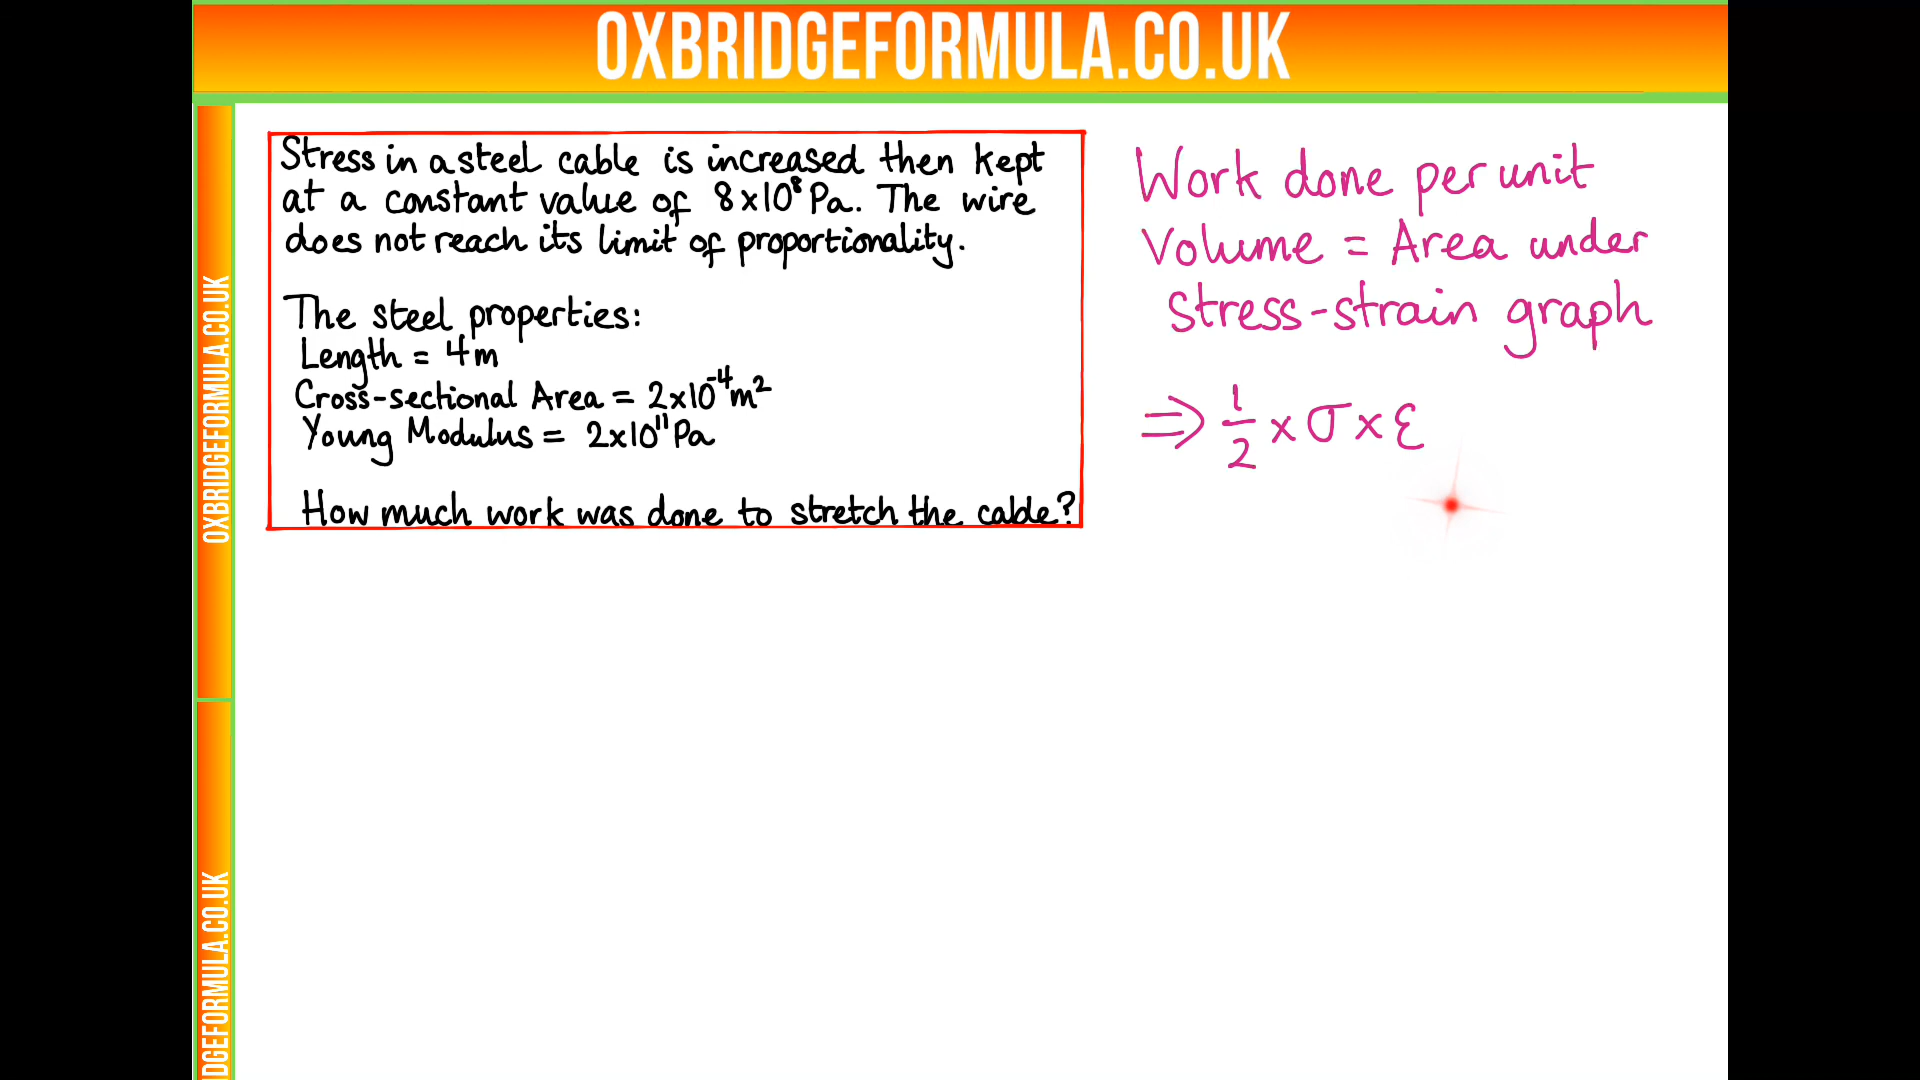 OXBRIDGEFORMULA.CO.UK
Stress in a steel cable is increased then kept
at a constant value of 8x10⁸ Pa. The wire
does not reach its limit of proportionality.
The steel properties:
Length = 4m
Cross-sectional Area = 2x10⁻⁴m²
Young Modulus = 2x10¹¹Pa
How much work was done to stretch the cable?
Work done per unit
Volume = Area under
stress-strain graph
⇒ 1/2 x σ x ε
OXBRIDGEFORMULA.CO.UK
DGEFORMULA.CO.UK